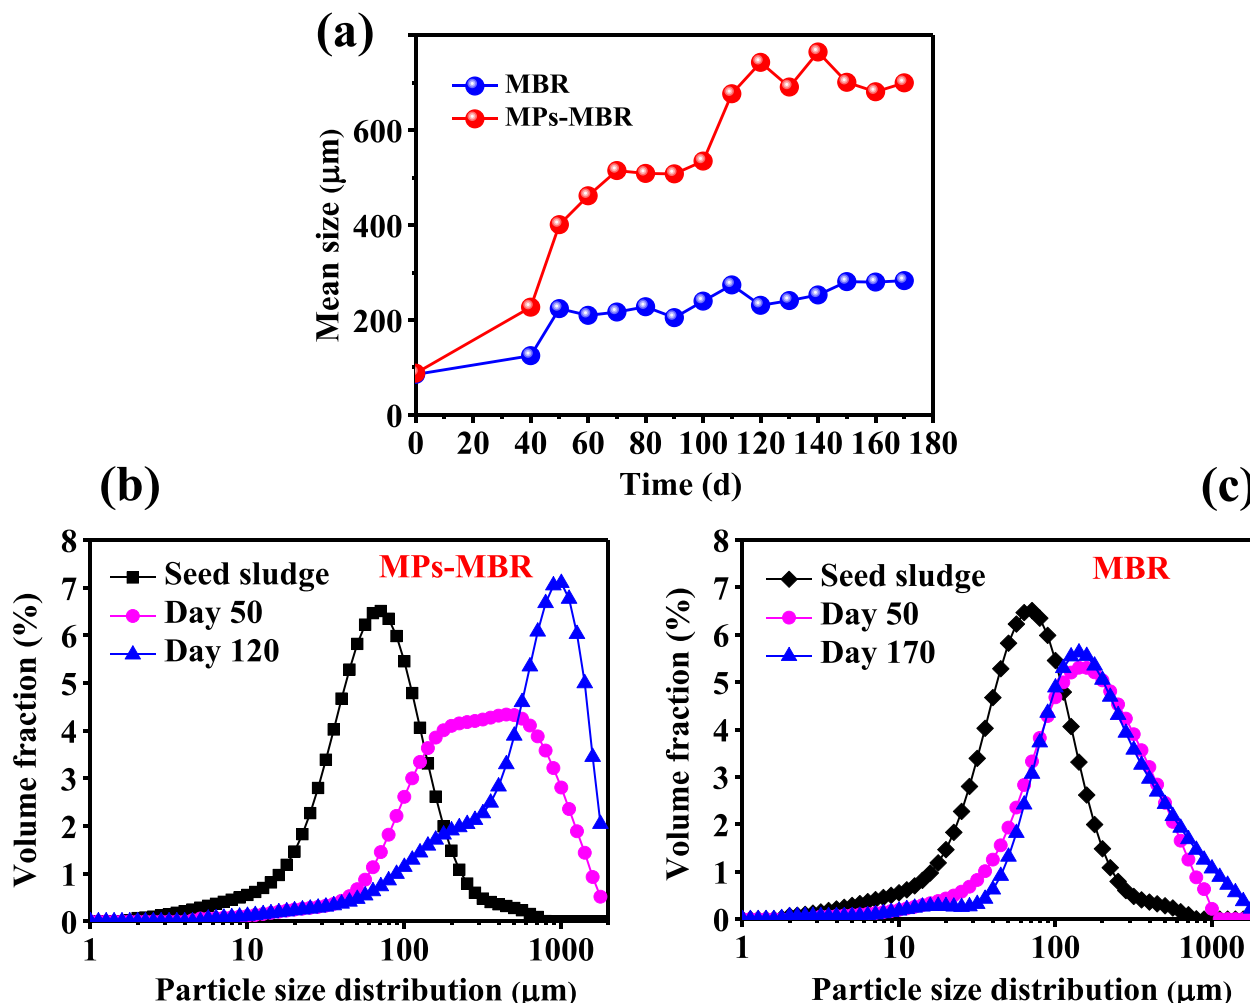 (a)
MBR
MPs-MBR
Mean size (μm)
600
400
200
0
0 20 40 60 80 100 120 140 160 180
Time (d)
(b)
MPs-MBR
Seed sludge
Day 50
Day 120
Volume fraction (%)
8
7
6
5
4
3
2
1
0
1 10 100 1000
Particle size distribution (μm)
(c)
MBR
Seed sludge
Day 50
Day 170
Volume fraction (%)
8
7
6
5
4
3
2
1
0
1 10 100 1000
Particle size distribution (μm)